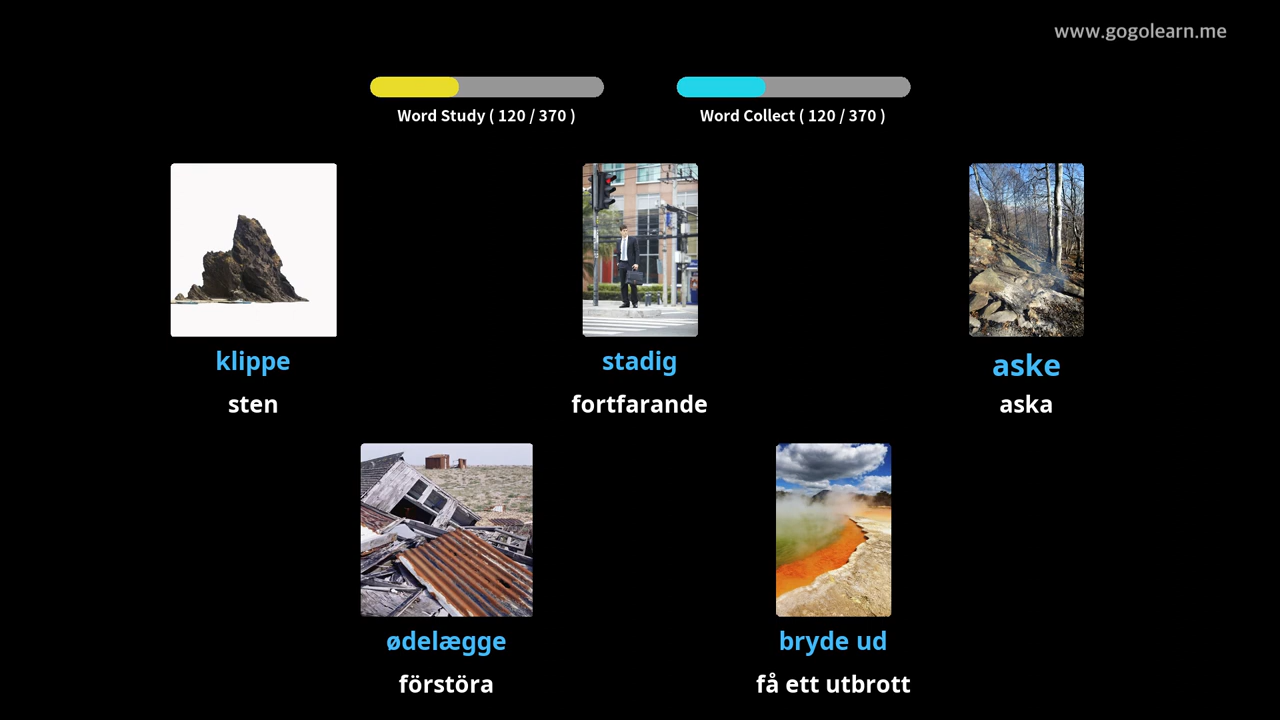 www.gogolearn.me
Word Study ( 120 / 370 )
Word Collect ( 120 / 370 )
klippe
sten
stadig
fortfarande
aske
aska
ødelægge
förstöra
bryde ud
få ett utbrott